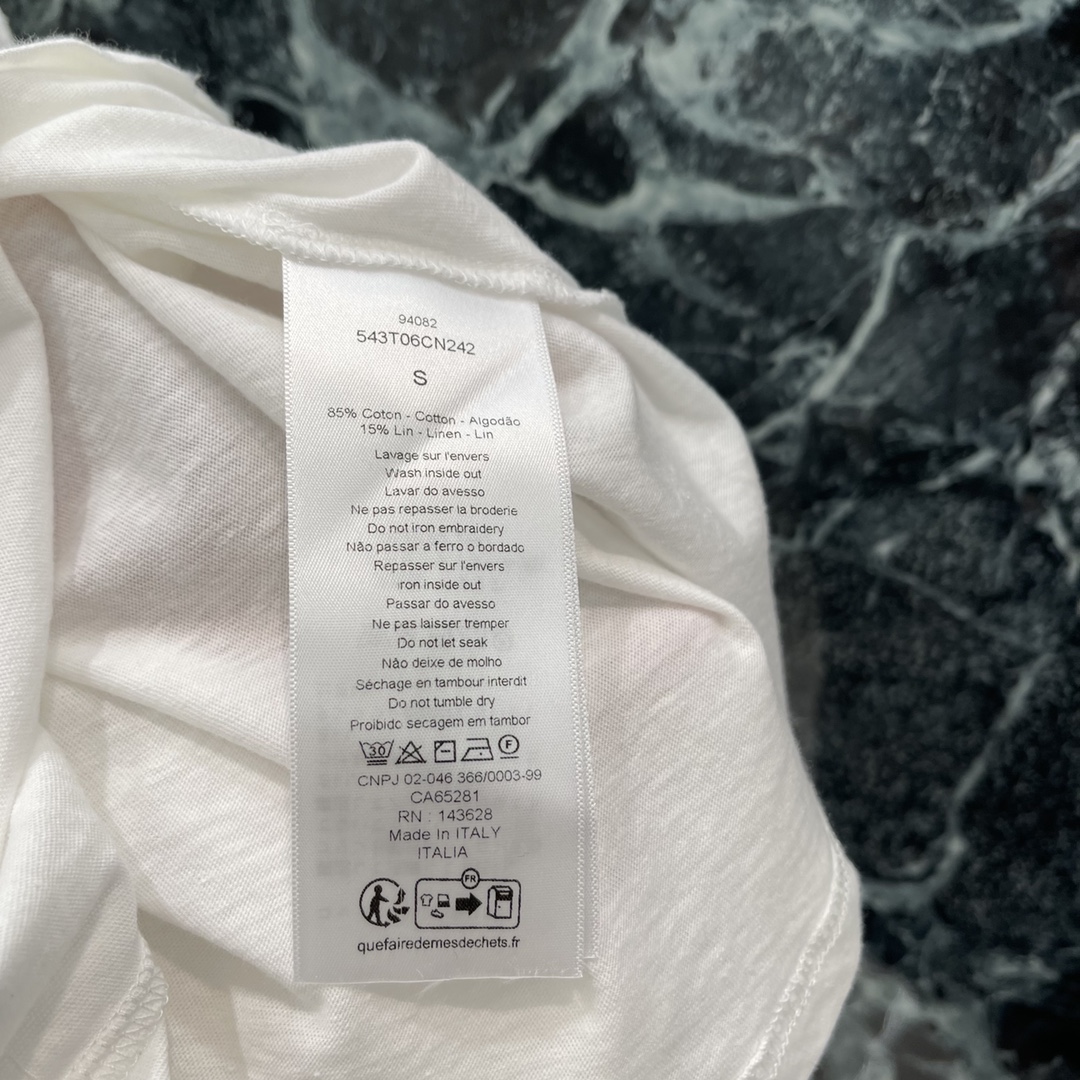 94082
543T06CN242
S
85% Coton - Cotton - Algodão
15% Lin - Linen - Lin
Lavage sur l'envers
Wash inside out
Lavar do avesso
Ne pas repasser la broderie
Do not iron embraidery
Não passar a ferro o bordado
Repasser sur l'envers
Iron inside out
Passar do avesso
Ne pas laisser tremper
Do not let seak
Não deixe de molho
Séchage en tambour interdit
Do not tumble dry
Proibido secagem em tambor
30 F
CNPJ 02-046 366/0003-99
CA65281
RN : 143628
Made In ITALY
ITALIA
FR
quefairedemesdechets.fr